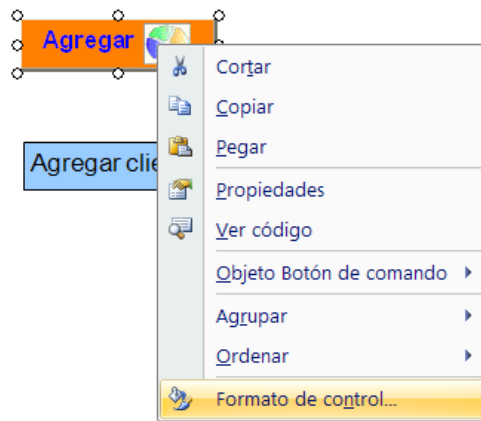 Agregar
Cortar
Copiar
Pegar
Agregar clie
Propiedades
Ver código
Objeto Botón de comando
Agrupar
Ordenar
Formato de control...